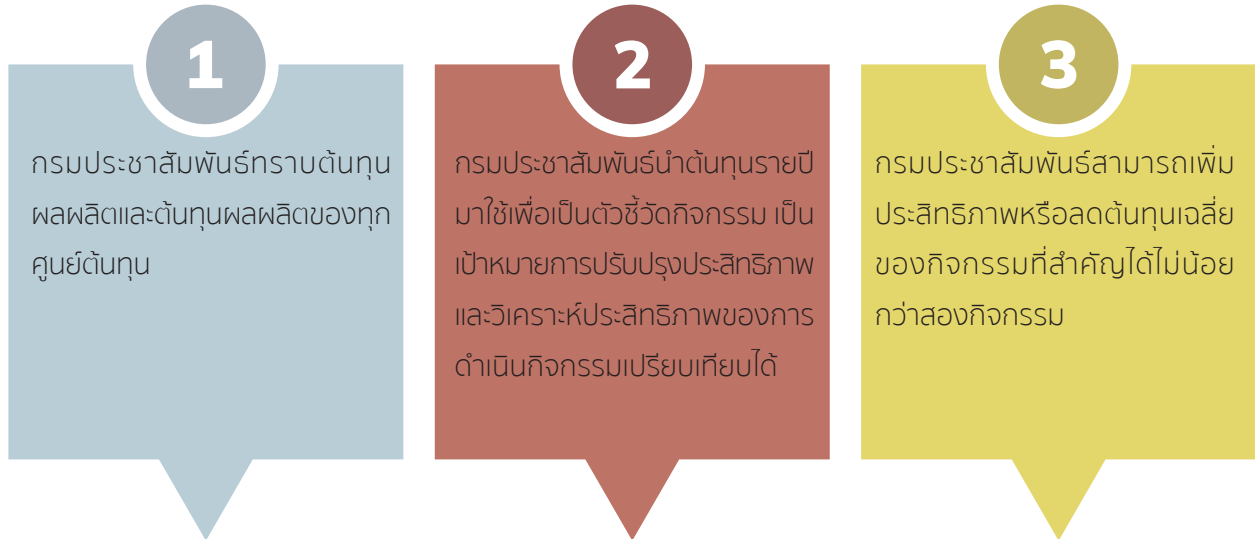 1
กรมประชาสัมพันธ์ทราบต้นทุน
ผลผลิตและต้นทุนผลผลิตของทุก
ศูนย์ต้นทุน
2
กรมประชาสัมพันธ์นำต้นทุนรายปี
มาใช้เพื่อเป็นตัวชี้วัดกิจกรรม เป็น
เป้าหมายการปรับปรุงประสิทธิภาพ
และวิเคราะห์ประสิทธิภาพของการ
ดำเนินกิจกรรมเปรียบเทียบได้
3
กรมประชาสัมพันธ์สามารถเพิ่ม
ประสิทธิภาพหรือลดต้นทุนเฉลี่ย
ของกิจกรรมที่สำคัญได้ไม่น้อย
กว่าสองกิจกรรม